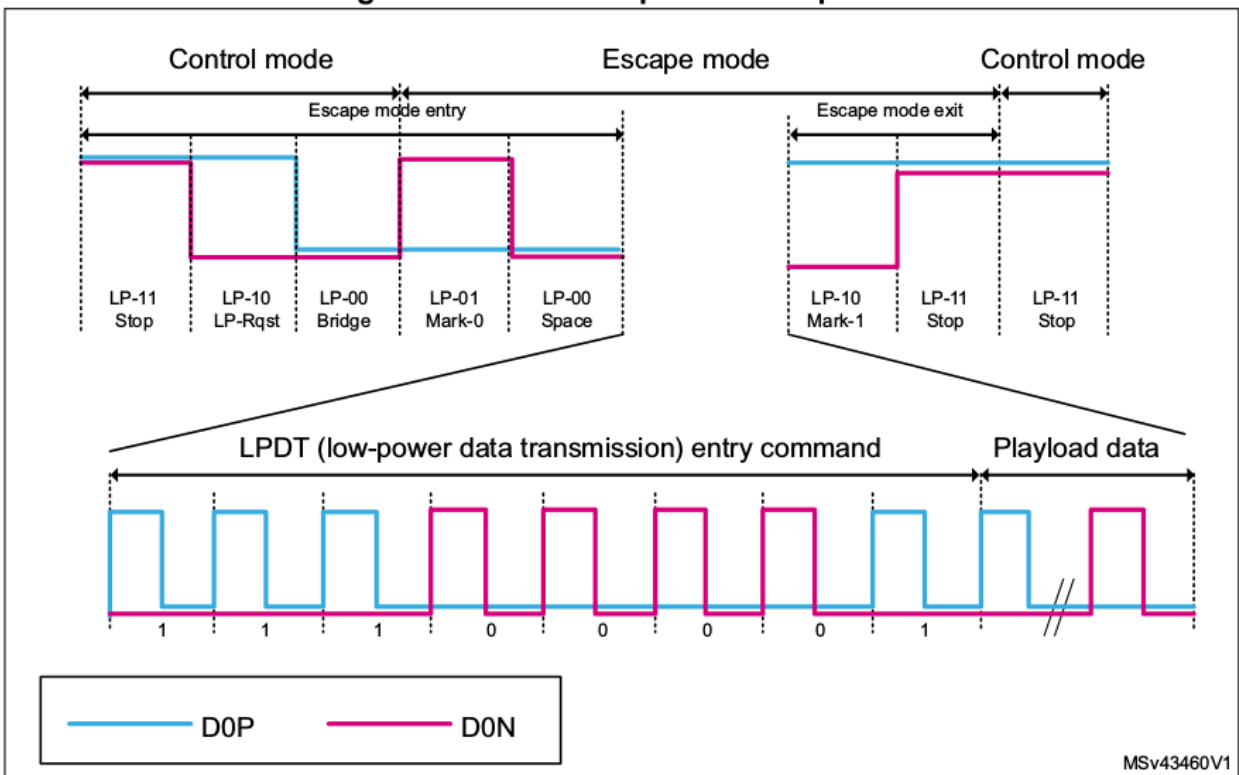 Control mode
Escape mode
Control mode
Escape mode entry
Escape mode exit
LP-11
Stop
LP-10
LP-Rqst
LP-00
Bridge
LP-01
Mark-0
LP-00
Space
LP-10
Mark-1
LP-11
Stop
LP-11
Stop
LPDT (low-power data transmission) entry command
Playload data
1 1 1 0 0 0 0 1
D0P
D0N
MSv43460V1